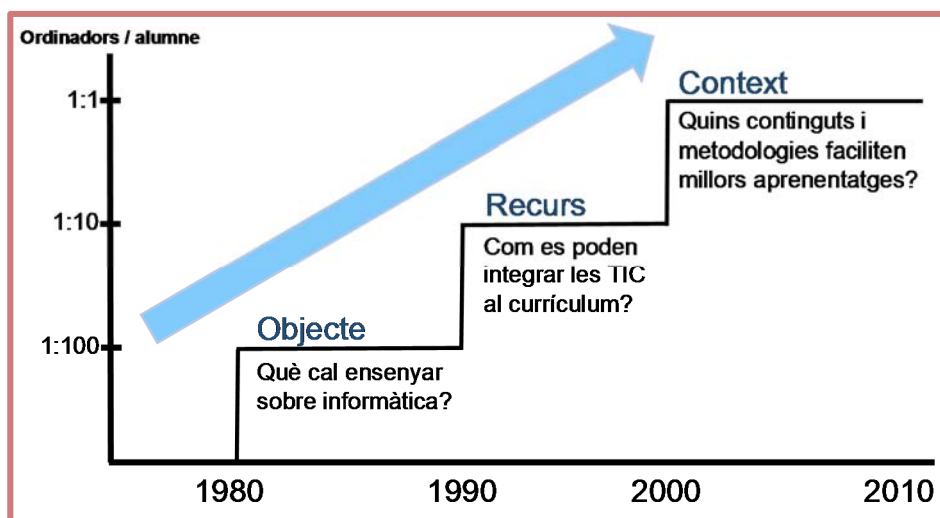 Ordinadors / alumne
1:1
1:10
1:100
Context
Quins continguts i
metodologies faciliten
millors aprenentatges?
Recurs
Com es poden
integrar les TIC
al currículum?
Objecte
Què cal ensenyar
sobre informàtica?
1980
1990
2000
2010